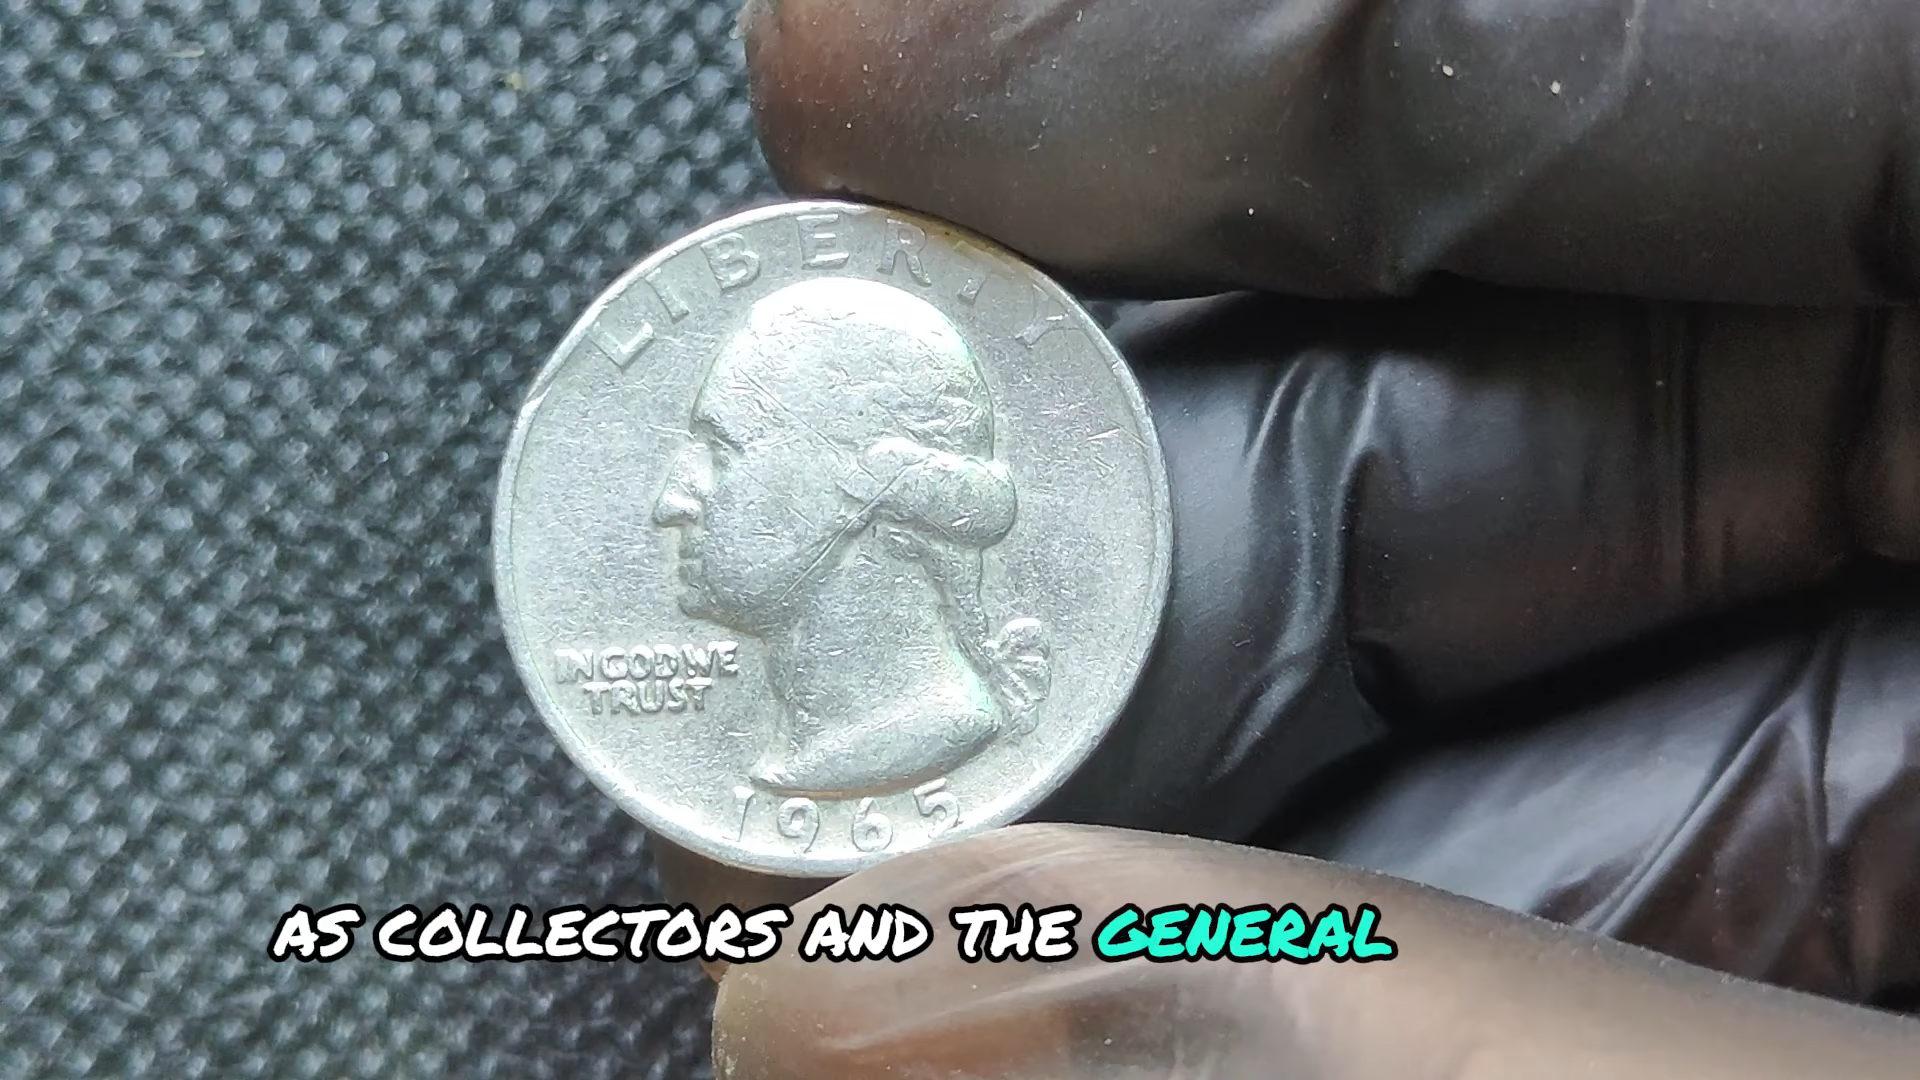 LIBERTY
IN GOD WE
TRUST
1965
AS COLLECTORS AND THE GENERAL